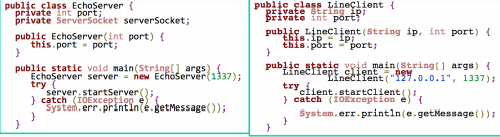 public class EchoServer {
private int port;
private ServerSocket serverSocket;
public EchoServer(int port) {
this.port = port;
}
public static void main(String[] args) {
EchoServer server = new EchoServer(1337);
try {
server.startServer();
} catch (IOException e) {
System.err.println(e.getMessage());
}
}
public class LineClient {
private String ip;
private int port;
public LineClient(String ip, int port) {
this.ip = ip;
this.port = port;
}
public static void main(String[] args) {
LineClient client = new
LineClient("127.0.0.1", 1337);
try {
client.startClient();
} catch (IOException e) {
System.err.println(e.getMessage());
}
}